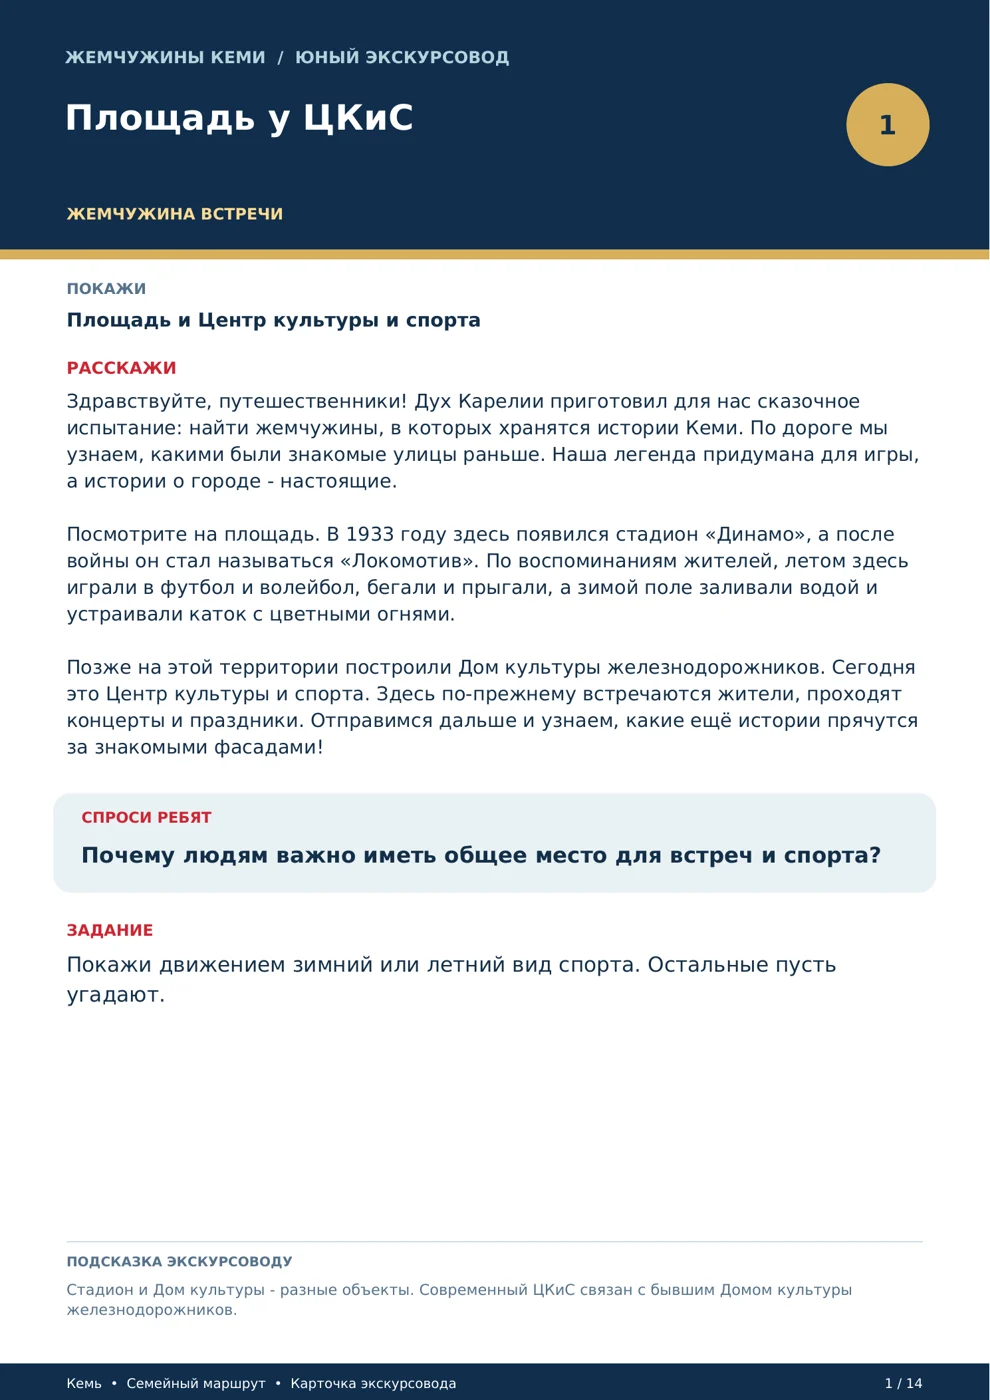 ЖЕМЧУЖИНЫ КЕМИ / ЮНЫЙ ЭКСКУРСОВОД
Площадь у ЦКиС
1
ЖЕМЧУЖИНА ВСТРЕЧИ
ПОКАЖИ
Площадь и Центр культуры и спорта
РАССКАЖИ
Здравствуйте, путешественники! Дух Карелии приготовил для нас сказочное
испытание: найти жемчужины, в которых хранятся истории Кеми. По дороге мы
узнаем, какими были знакомые улицы раньше. Наша легенда придумана для игры,
а истории о городе - настоящие.
Посмотрите на площадь. В 1933 году здесь появился стадион «Динамо», а после
войны он стал называться «Локомотив». По воспоминаниям жителей, летом здесь
играли в футбол и волейбол, бегали и прыгали, а зимой поле заливали водой и
устраивали каток с цветными огнями.
Позже на этой территории построили Дом культуры железнодорожников. Сегодня
это Центр культуры и спорта. Здесь по-прежнему встречаются жители, проходят
концерты и праздники. Отправимся дальше и узнаем, какие ещё истории прячутся
за знакомыми фасадами!
СПРОСИ РЕБЯТ
Почему людям важно иметь общее место для встреч и спорта?
ЗАДАНИЕ
Покажи движением зимний или летний вид спорта. Остальные пусть
угадают.
ПОДСКАЗКА ЭКСКУРСОВОДУ
Стадион и Дом культуры - разные объекты. Современный ЦКиС связан с бывшим Домом культуры
железнодорожников.
Кемь • Семейный маршрут • Карточка экскурсовода
1 / 14